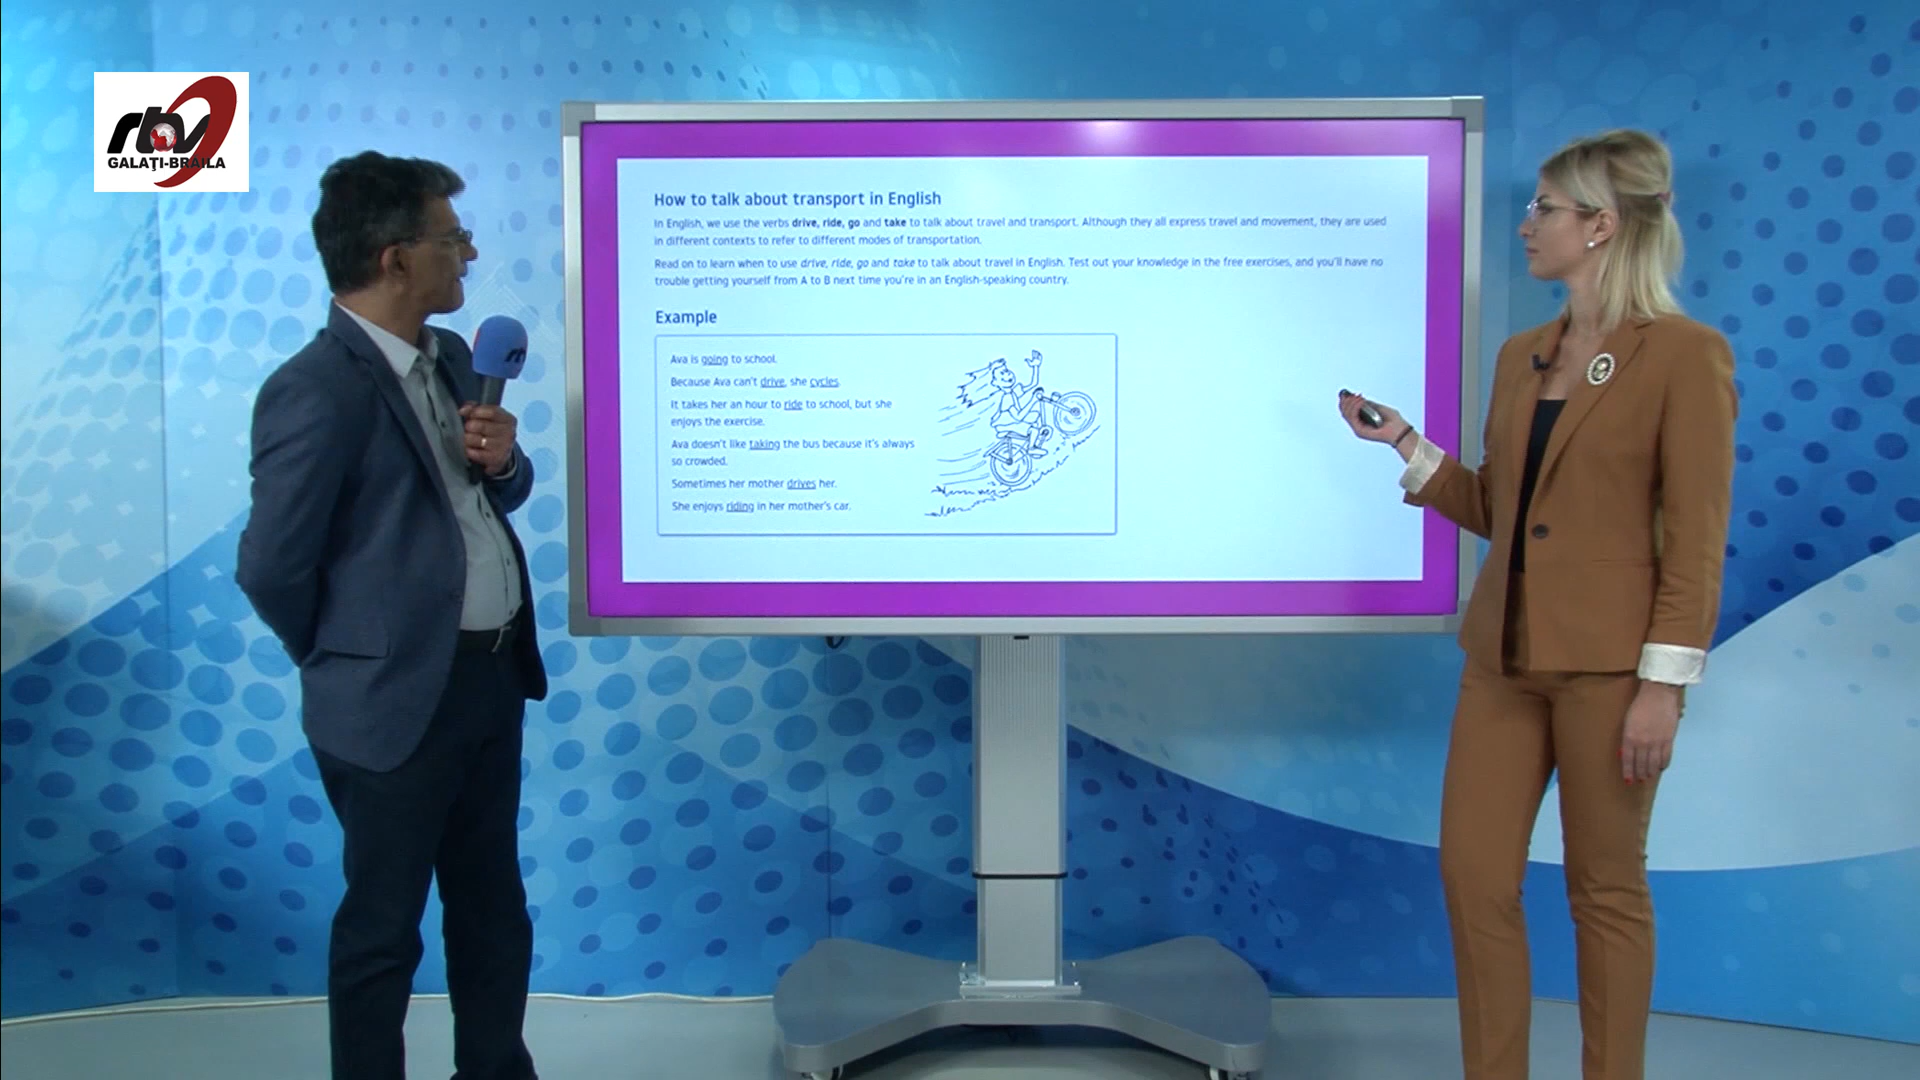 rtv
GALAŢI-BRĂILA
How to talk about transport in English
In English, we use the verbs drive, ride, go and take to talk about travel and transport. Although they all express travel and movement, they are used
in different contexts to refer to different modes of transportation.
Read on to learn when to use drive, ride, go and take to talk about travel in English. Test out your knowledge in the free exercises, and you'll have no
trouble getting yourself from A to B next time you're in an English-speaking country.
Example
Ava is going to school.
Because Ava can't drive, she cycles.
It takes her an hour to ride to school, but she
enjoys the exercise.
Ava doesn't like taking the bus because it's always
so crowded.
Sometimes her mother drives her.
She enjoys riding in her mother's car.
rtv